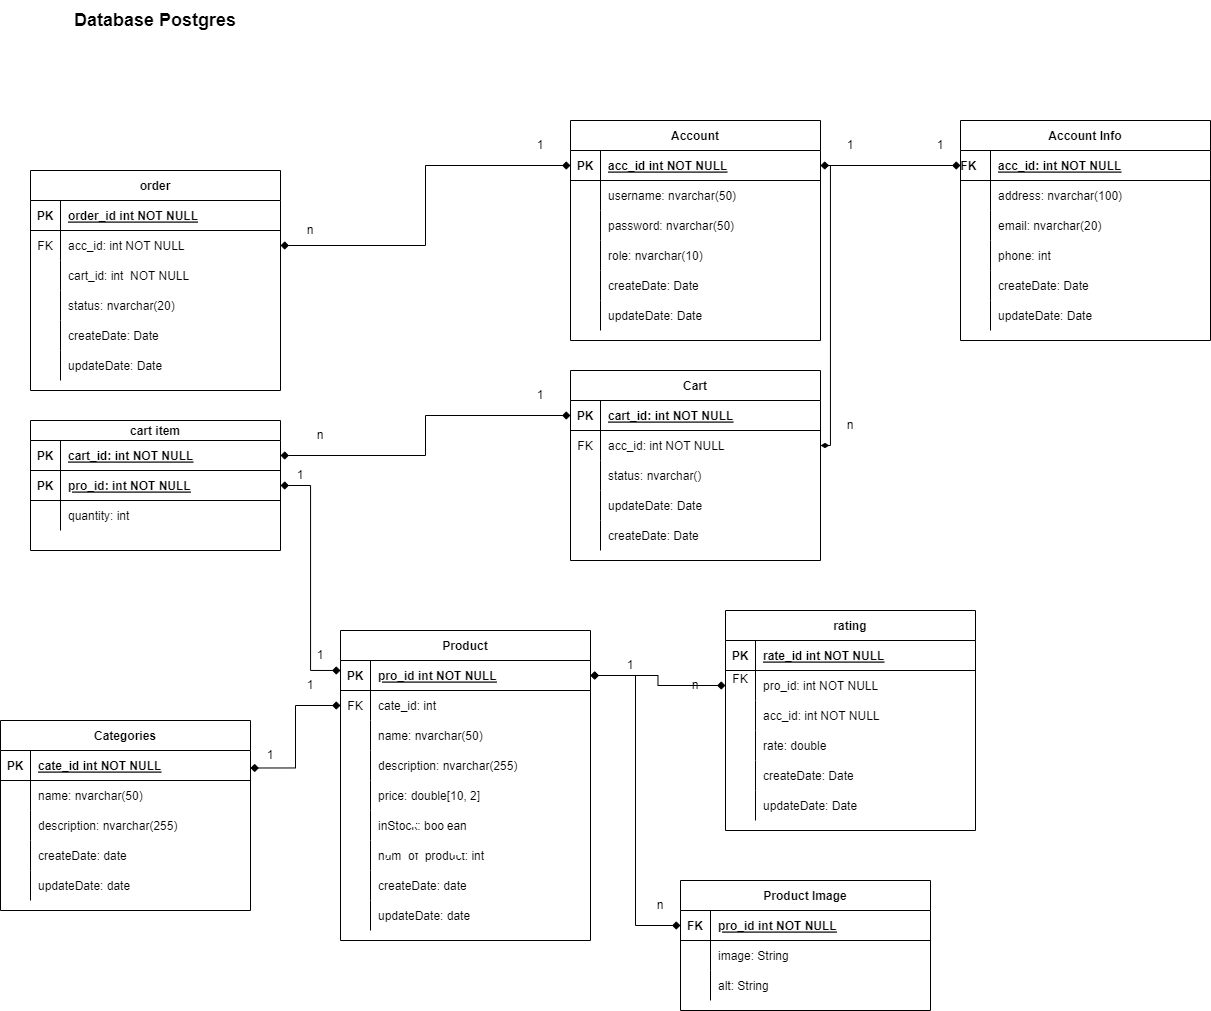 Database Postgres
Account
PK acc_id int NOT NULL
username: nvarchar(50)
password: nvarchar(50)
role: nvarchar(10)
createDate: Date
updateDate: Date
1
1
1
Account Info
FK acc_id: int NOT NULL
address: nvarchar(100)
email: nvarchar(20)
phone: int
createDate: Date
updateDate: Date
order
PK order_id int NOT NULL
FK acc_id: int NOT NULL
cart_id: int NOT NULL
status: nvarchar(20)
createDate: Date
updateDate: Date
n
Cart
PK cart_id: int NOT NULL
FK acc_id: int NOT NULL
status: nvarchar()
updateDate: Date
createDate: Date
1
n
cart item
PK cart_id: int NOT NULL
PK pro_id: int NOT NULL
quantity: int
n
1
Product
PK pro_id int NOT NULL
FK cate_id: int
name: nvarchar(50)
description: nvarchar(255)
price: double[10, 2]
createDate: date
updateDate: date
1
1
1
n
rating
PK rate_id int NOT NULL
FK
pro_id: int NOT NULL
acc_id: int NOT NULL
rate: double
createDate: Date
updateDate: Date
Categories
PK cate_id int NOT NULL
name: nvarchar(50)
description: nvarchar(255)
createDate: date
updateDate: date
1
Product Image
FK pro_id int NOT NULL
image: String
alt: String
n